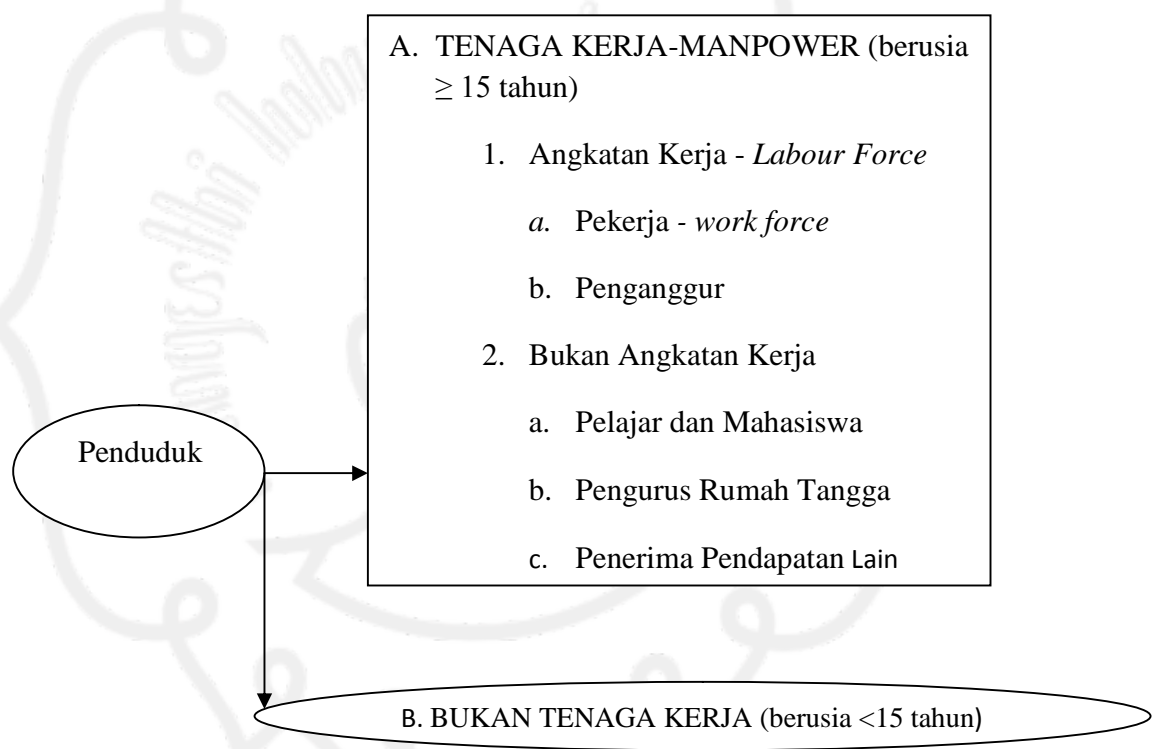 A. TENAGA KERJA-MANPOWER (berusia
≥ 15 tahun)
1. Angkatan Kerja - Labour Force
a. Pekerja - work force
b. Penganggur
2. Bukan Angkatan Kerja
a. Pelajar dan Mahasiswa
b. Pengurus Rumah Tangga
c. Penerima Pendapatan Lain
Penduduk
B. BUKAN TENAGA KERJA (berusia <15 tahun)